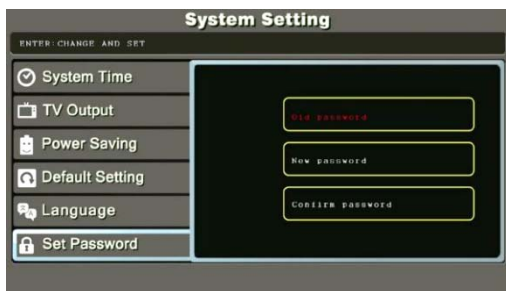 System Setting
ENTER:CHANGE AND SET
System Time
TV Output
Power Saving
Default Setting
Language
Set Password
Old password
New password
Confirm password